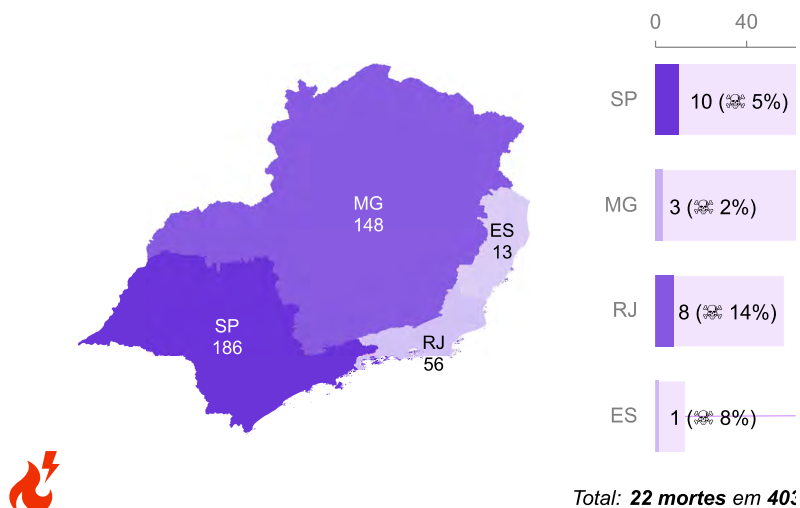 0 40
SP 10 (☠ 5%)
MG
148
MG 3 (☠ 2%)
ES
13
SP
186
RJ 8 (☠ 14%)
RJ
56
ES 1 (☠ 8%)
Total: 22 mortes em 403